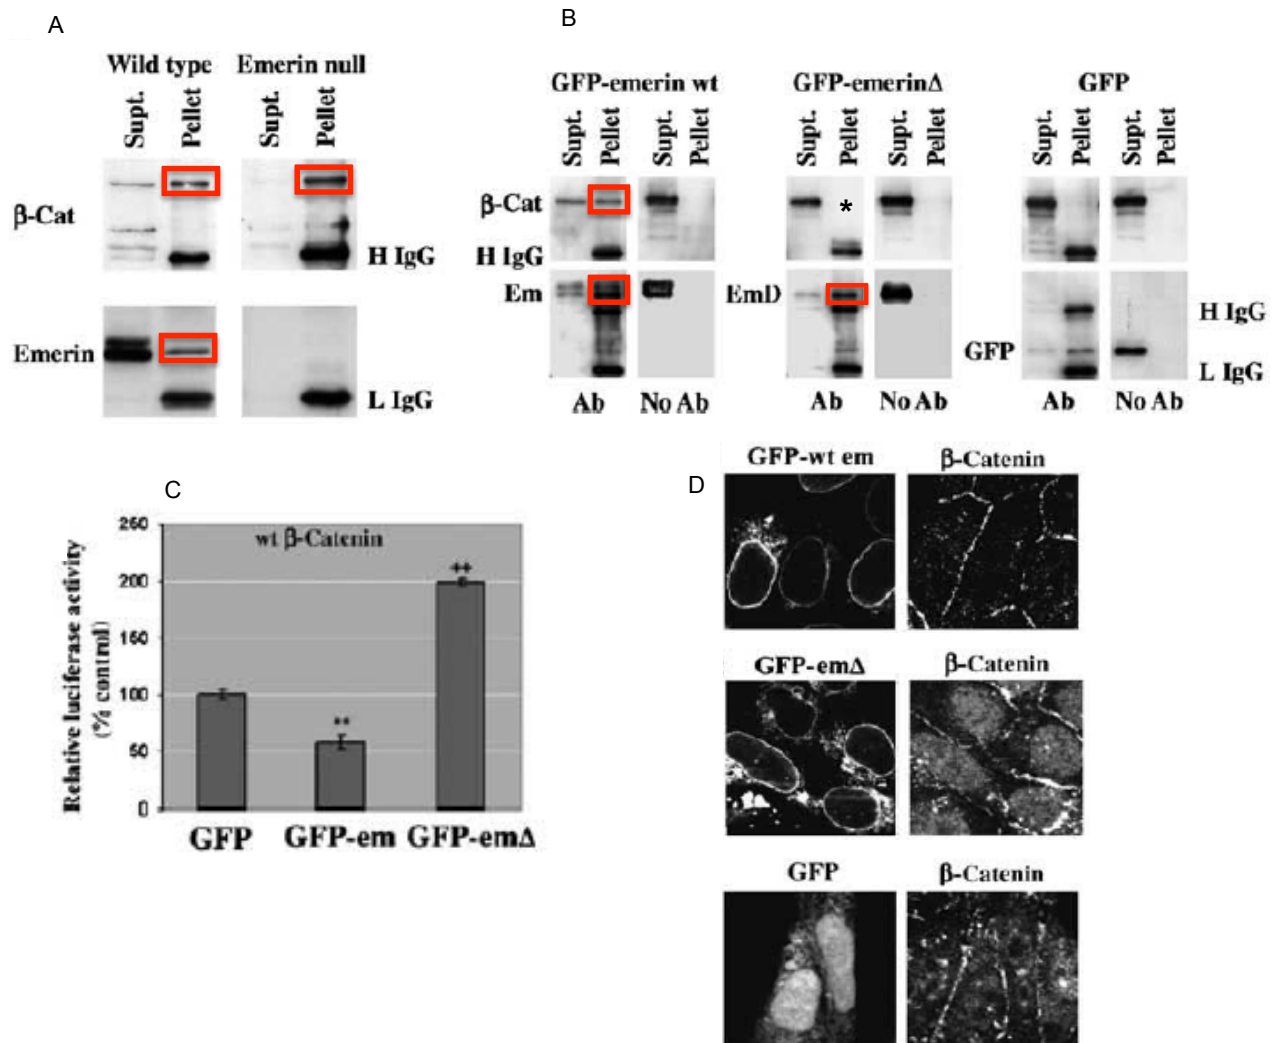 A
Wild type Emerin null
Supt. Pellet Supt. Pellet
β-Cat
H IgG
Emerin
L IgG
B
GFP-emerin wt GFP-emerinΔ GFP
Supt. Pellet Supt. Pellet Supt. Pellet Supt. Pellet Supt. Pellet Supt. Pellet
β-Cat *
H IgG
Em EmD
H IgG
GFP
L IgG
Ab No Ab Ab No Ab Ab No Ab
C
Relative luciferase activity
(% control)
260
200
160
100
50
0
wt β-Catenin
**
++
GFP GFP-em GFP-emΔ
D
GFP-wt em β-Catenin
GFP-emΔ β-Catenin
GFP β-Catenin